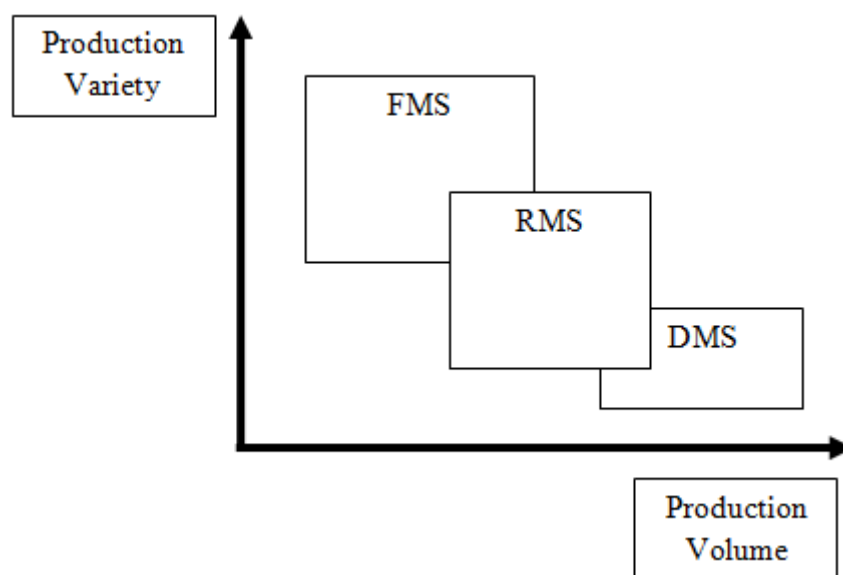 Production
Variety
FMS
RMS
DMS
Production
Volume